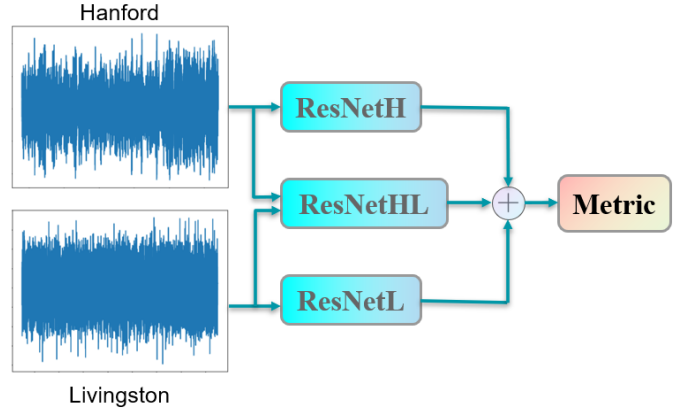 Hanford
ResNetH
ResNetHL
Metric
ResNetL
Livingston